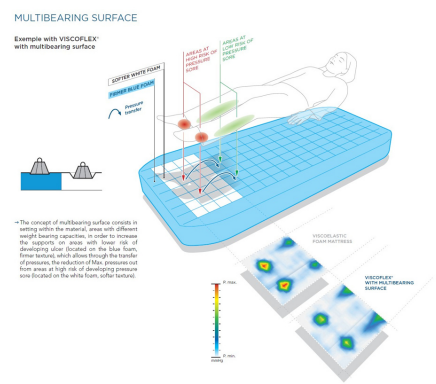 MULTIBEARING SURFACE
Exemple with VISCOFLEX®
with multibearing surface
AREAS AT
HIGH RISK OF
PRESSURE
SORE
AREAS AT
LOW RISK OF
PRESSURE
SORE
SOFTER WHITE FOAM
FIRMER BLUE FOAM
Pressure
transfer
→ The concept of multibearing surface consists in
setting within the material, areas with different
weight bearing capacities, in order to increase
the supports on areas with lower risk of
developing ulcer (located on the blue foam,
firmer texture), which allows through the transfer
of pressures, the reduction of Max. pressures out
from areas at high risk of developing pressure
sore (located on the white foam, softer texture).
VISCOELASTIC
FOAM MATTRESS
VISCOFLEX®
WITH MULTIBEARING
SURFACE
P. max.
P. min.
mmHg